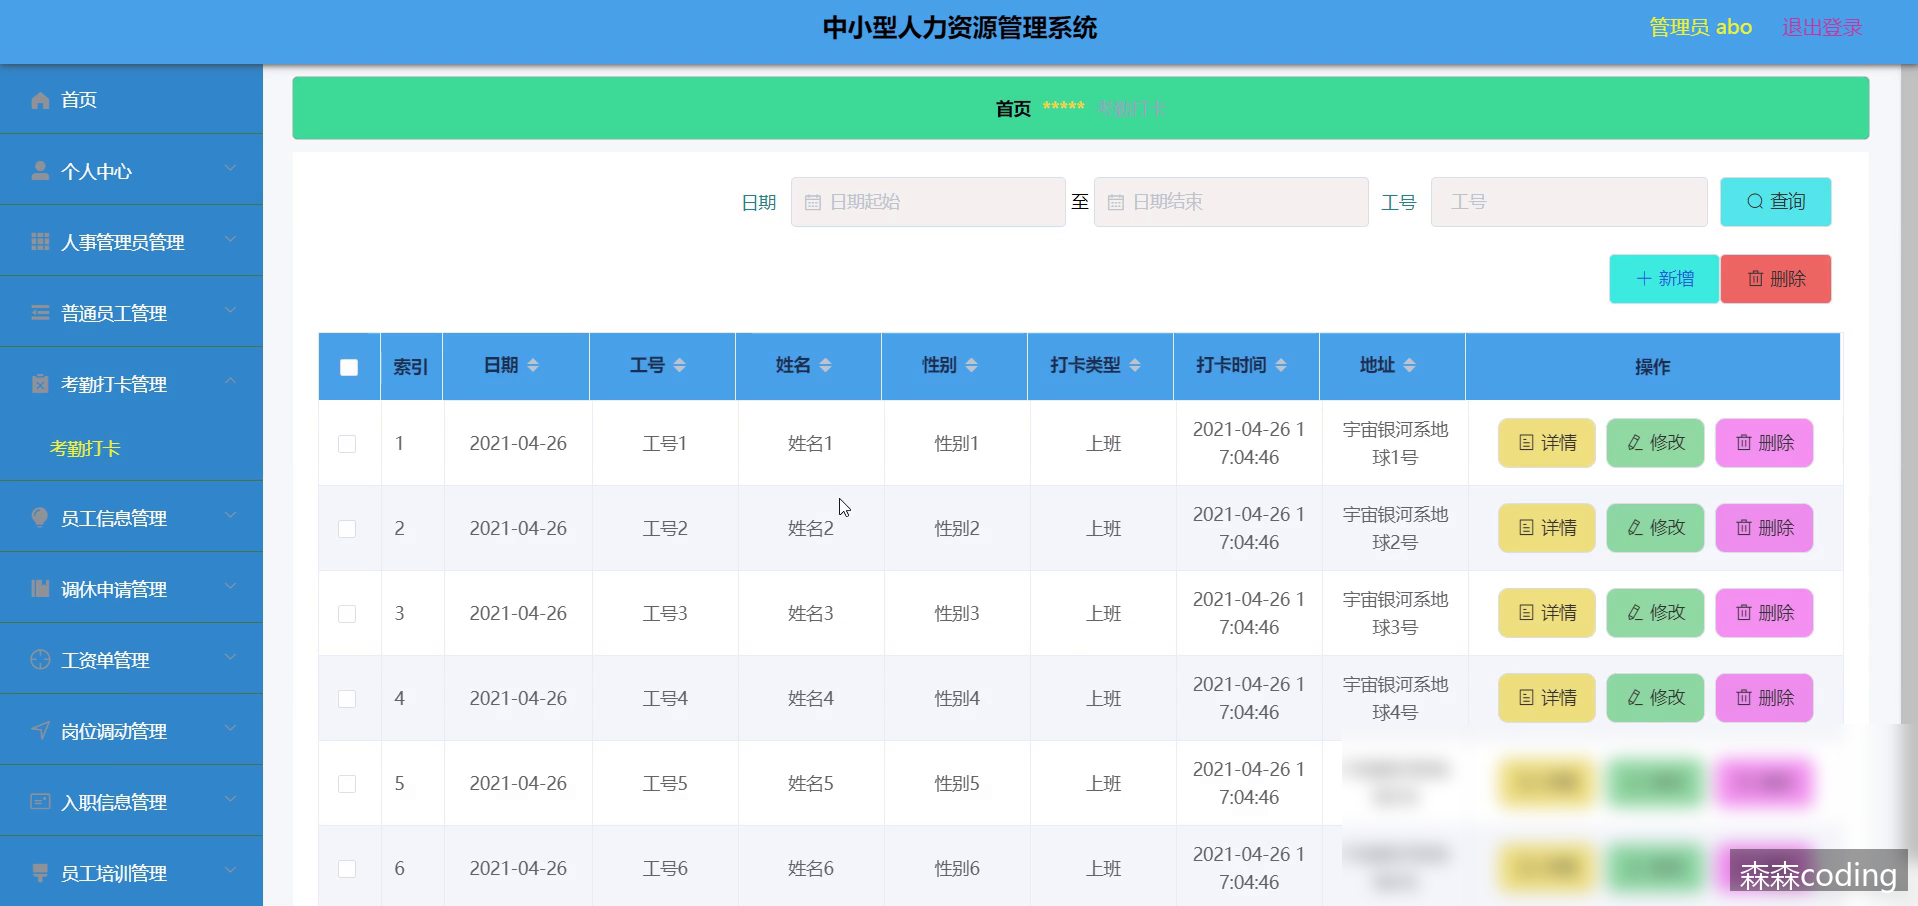 中小型人力资源管理系统
管理员 abo 退出登录
首页
个人中心
人事管理员管理
普通员工管理
考勤打卡管理
考勤打卡
员工信息管理
调休申请管理
工资单管理
岗位调动管理
入职信息管理
员工培训管理
首页 ***** 考勤打卡
日期 日期起始 至 日期结束 工号 工号 查询
新增 删除
索引 日期 工号 姓名 性别 打卡类型 打卡时间 地址 操作
1 2021-04-26 工号1 姓名1 性别1 上班 2021-04-26 1 宇宙银河系地 详情 修改 删除
7:04:46 球1号
2 2021-04-26 工号2 姓名2 性别2 上班 2021-04-26 1 宇宙银河系地 详情 修改 删除
7:04:46 球2号
3 2021-04-26 工号3 姓名3 性别3 上班 2021-04-26 1 宇宙银河系地 详情 修改 删除
7:04:46 球3号
4 2021-04-26 工号4 姓名4 性别4 上班 2021-04-26 1 宇宙银河系地 详情 修改 删除
7:04:46 球4号
5 2021-04-26 工号5 姓名5 性别5 上班 2021-04-26 1
7:04:46
6 2021-04-26 工号6 姓名6 性别6 上班 2021-04-26 1
7:04:46
森森coding